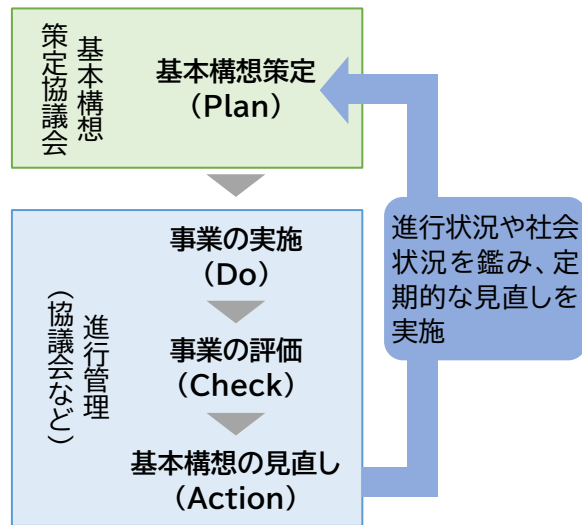 基本構想
策定協議会
基本構想策定
（Plan）
進行管理
（協議会など）
事業の実施
（Do）
事業の評価
（Check）
基本構想の見直し
（Action）
進行状況や社会
状況を鑑み、定
期的な見直しを
実施